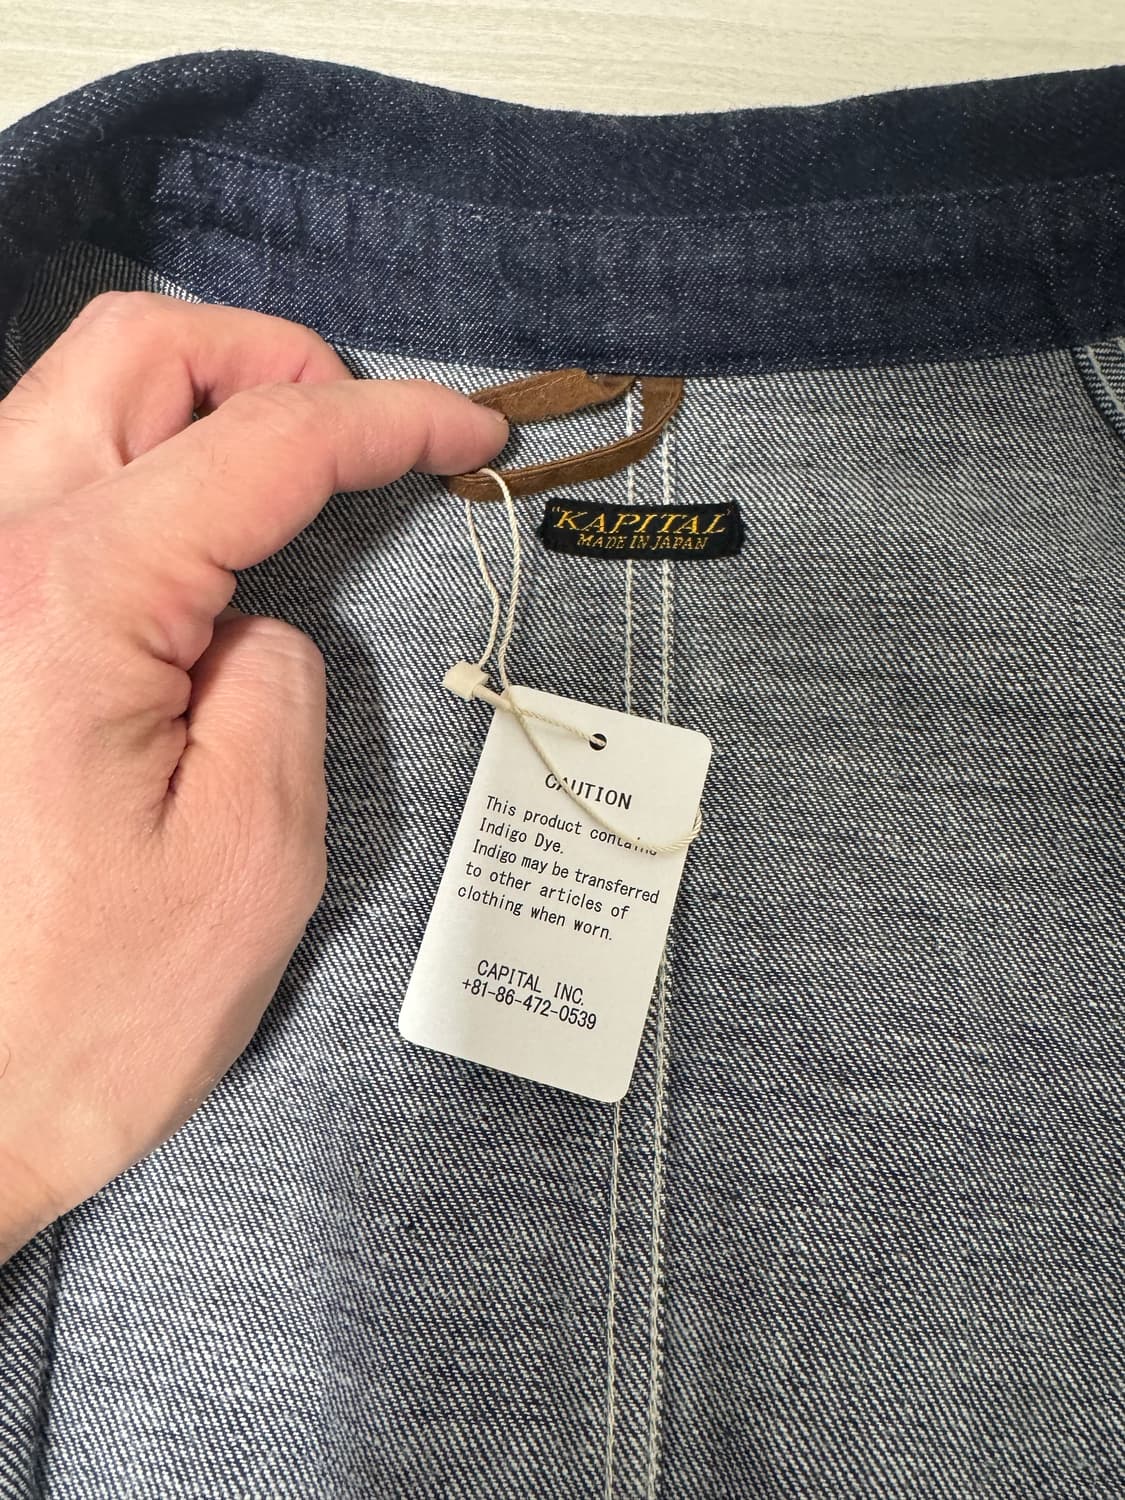 "KAPITAL"
MADE IN JAPAN
CAUTION
This product contains
Indigo Dye.
Indigo may be transferred
to other articles of
clothing when worn.
CAPITAL INC.
+81-86-472-0539